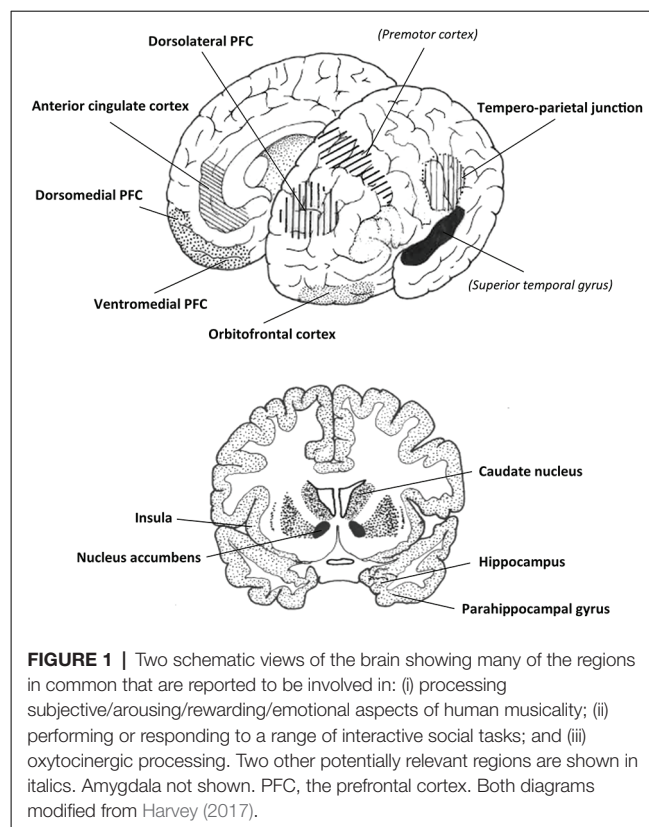 Dorsolateral PFC
(Premotor cortex)
Anterior cingulate cortex
Tempero-parietal junction
Dorsomedial PFC
Ventromedial PFC
(Superior temporal gyrus)
Orbitofrontal cortex
Caudate nucleus
Insula
Nucleus accumbens
Hippocampus
Parahippocampal gyrus
FIGURE 1 | Two schematic views of the brain showing many of the regions
in common that are reported to be involved in: (i) processing
subjective/arousing/rewarding/emotional aspects of human musicality; (ii)
performing or responding to a range of interactive social tasks; and (iii)
oxytocinergic processing. Two other potentially relevant regions are shown in
italics. Amygdala not shown. PFC, the prefrontal cortex. Both diagrams
modified from Harvey (2017).